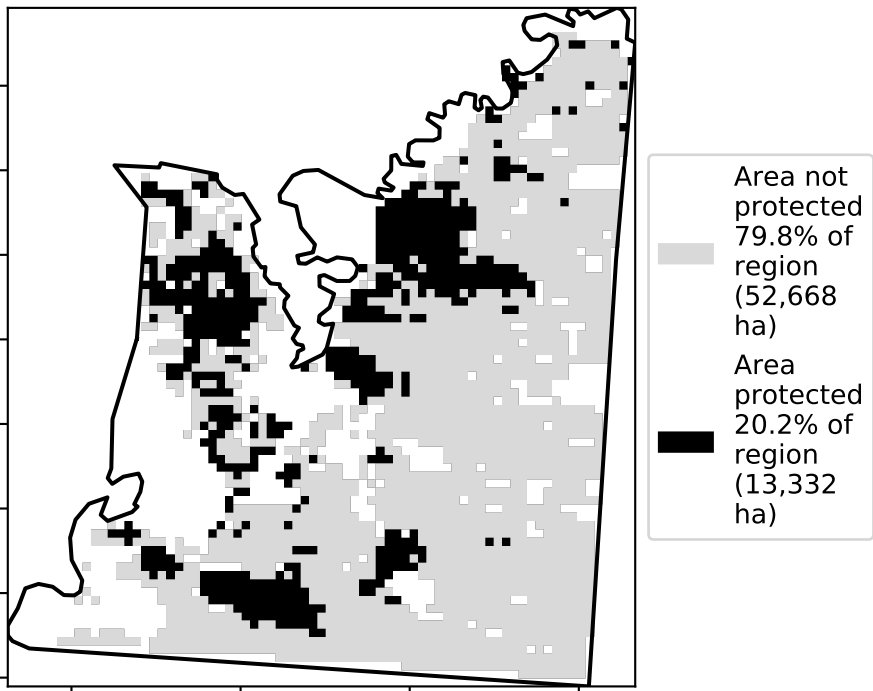 Area not
protected
79.8% of
region
(52,668
ha)
Area
protected
20.2% of
region
(13,332
ha)